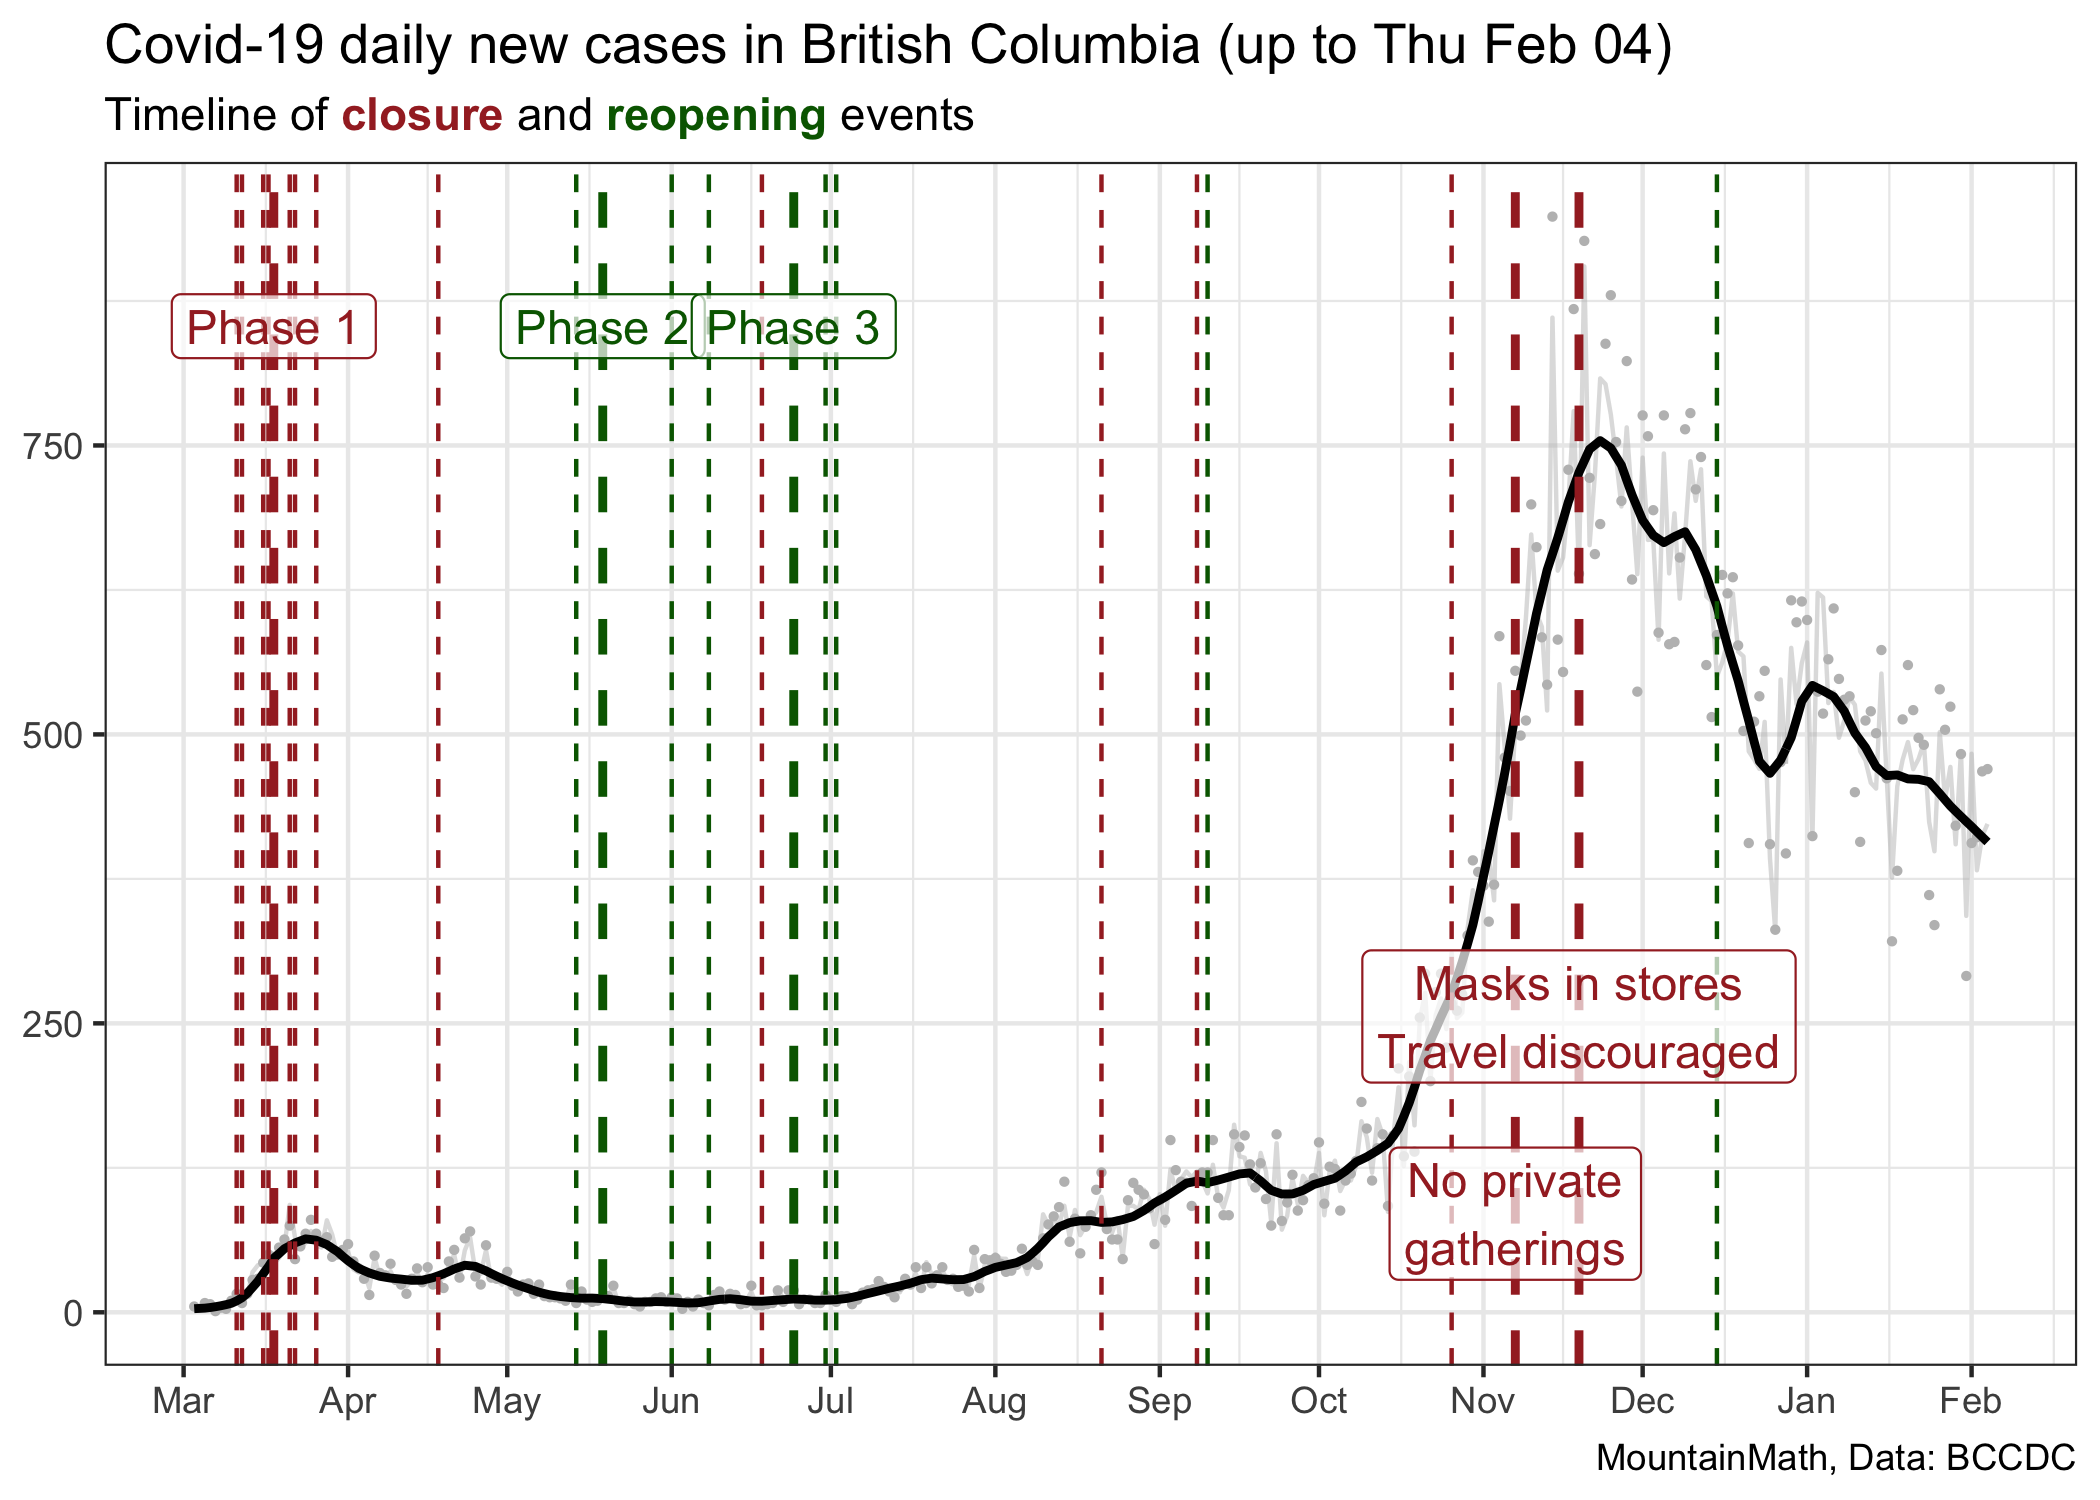 Covid-19 daily new cases in British Columbia (up to Thu Feb 04)
Timeline of closure and reopening events
Phase 1
Phase 2
Phase 3
750
500
250
0
Masks in stores
Travel discouraged
No private
gatherings
Mar
Apr
May
Jun
Jul
Aug
Sep
Oct
Nov
Dec
Jan
Feb
MountainMath, Data: BCCDC